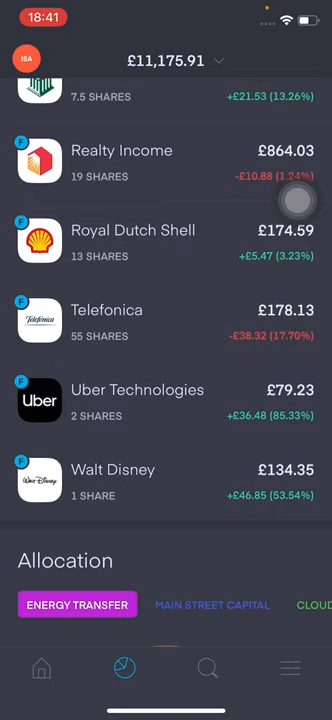 18:41
ISA
£11,175.91
7.5 SHARES
+£21.53 (13.26%)
F
Realty Income
£864.03
19 SHARES
-£10.88 (1.24%)
F
Royal Dutch Shell
£174.59
13 SHARES
+£5.47 (3.23%)
F
Telefonica
Telefonica
£178.13
55 SHARES
-£38.32 (17.70%)
F
Uber
Uber Technologies
£79.23
2 SHARES
+£36.48 (85.33%)
F
Walt Disney
Walt Disney
£134.35
1 SHARE
+£46.85 (53.54%)
Allocation
ENERGY TRANSFER MAIN STREET CAPITAL CLOUD